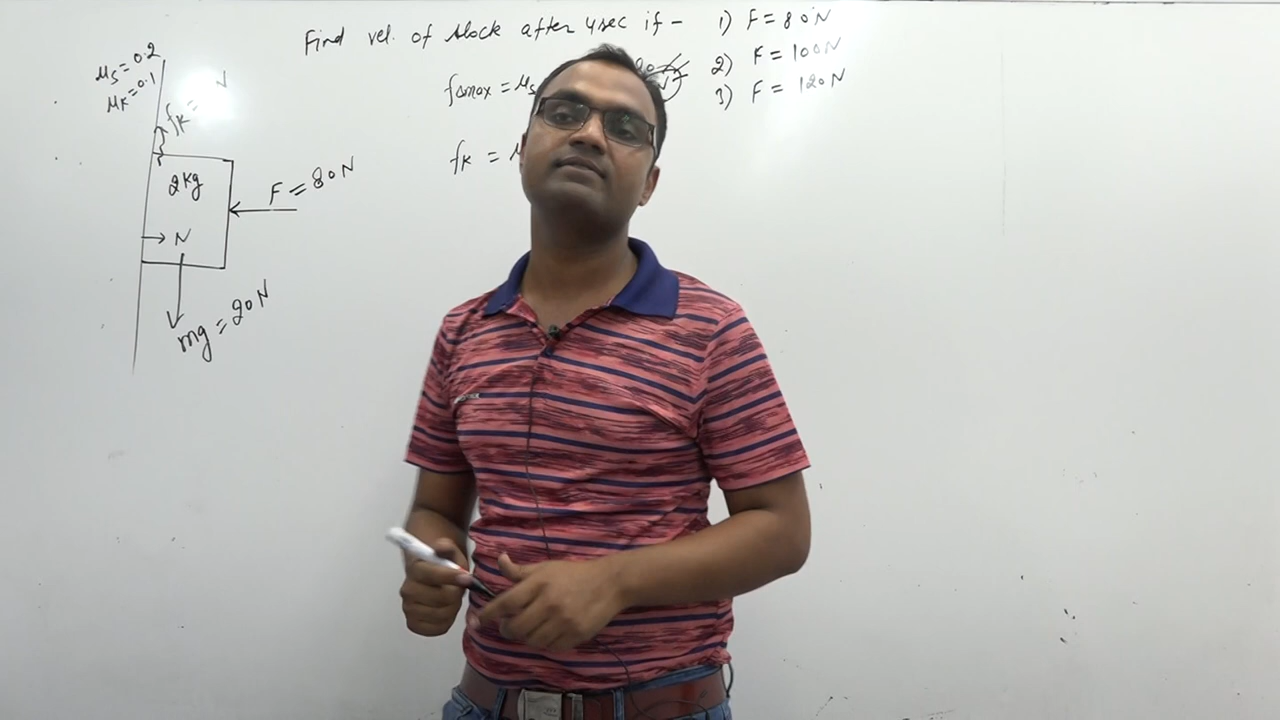 Find vel. of block after 4sec if - 1) F = 80N
2) F = 100N
3) F = 120N
fsmax = μs
fk = μ
μs = 0.2
μk = 0.1
fk = N
2kg
F = 80N
N
mg = 20N